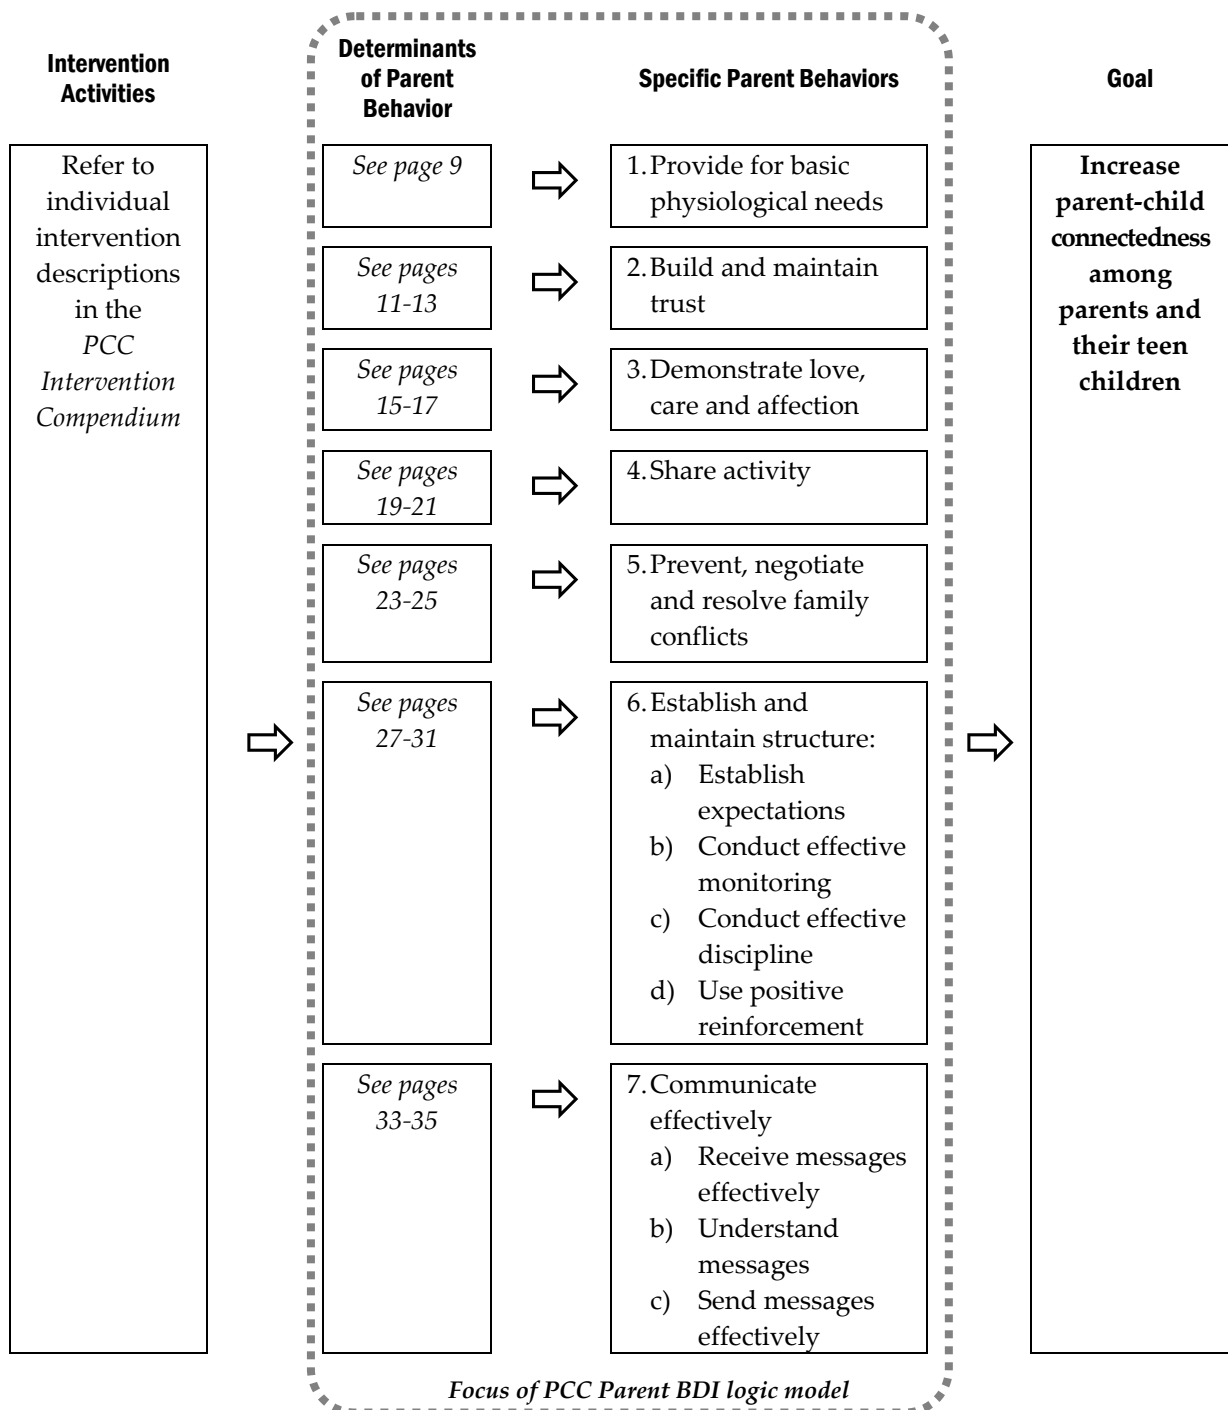 Intervention
Activities
Determinants
of Parent
Behavior
Specific Parent Behaviors
Goal
Refer to
individual
intervention
descriptions
in the
PCC
Intervention
Compendium
See page 9
1. Provide for basic
physiological needs
See pages
11-13
2. Build and maintain
trust
See pages
15-17
3. Demonstrate love,
care and affection
See pages
19-21
4. Share activity
See pages
23-25
5. Prevent, negotiate
and resolve family
conflicts
See pages
27-31
6. Establish and
maintain structure:
a) Establish
expectations
b) Conduct effective
monitoring
c) Conduct effective
discipline
d) Use positive
reinforcement
See pages
33-35
7. Communicate
effectively
a) Receive messages
effectively
b) Understand
messages
c) Send messages
effectively
Increase
parent-child
connectedness
among
parents and
their teen
children
Focus of PCC Parent BDI logic model